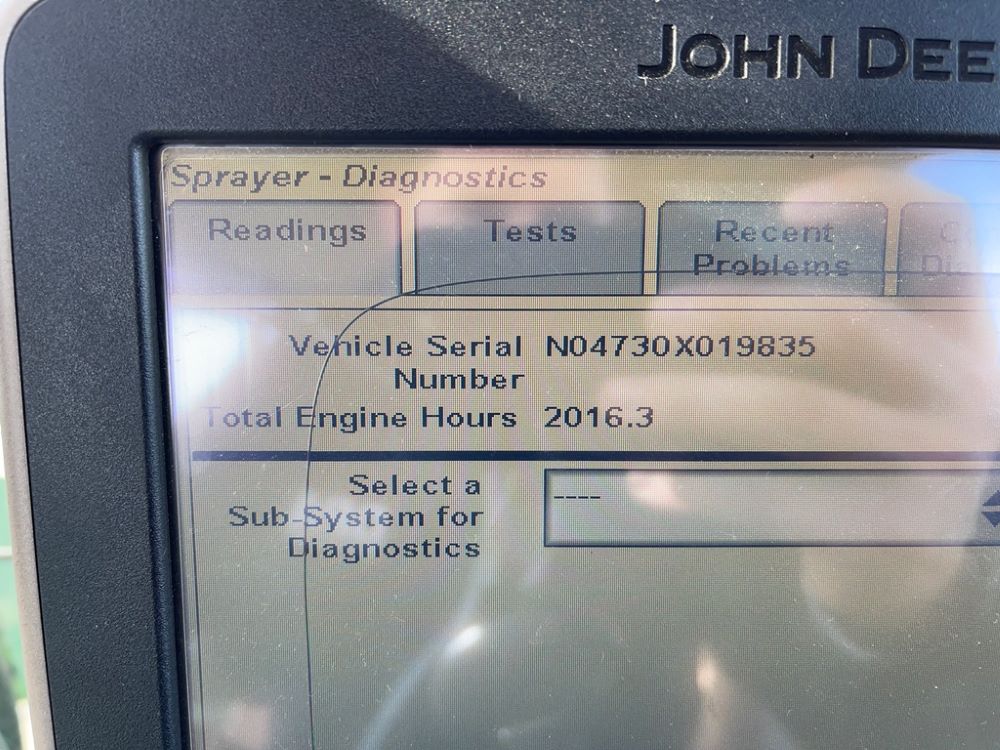 JOHN DEE
Sprayer - Diagnostics
Readings
Tests
Recent
Problems
Vehicle Serial N04730X019835
Number
Total Engine Hours 2016.3
Select a ----
Sub-System for
Diagnostics